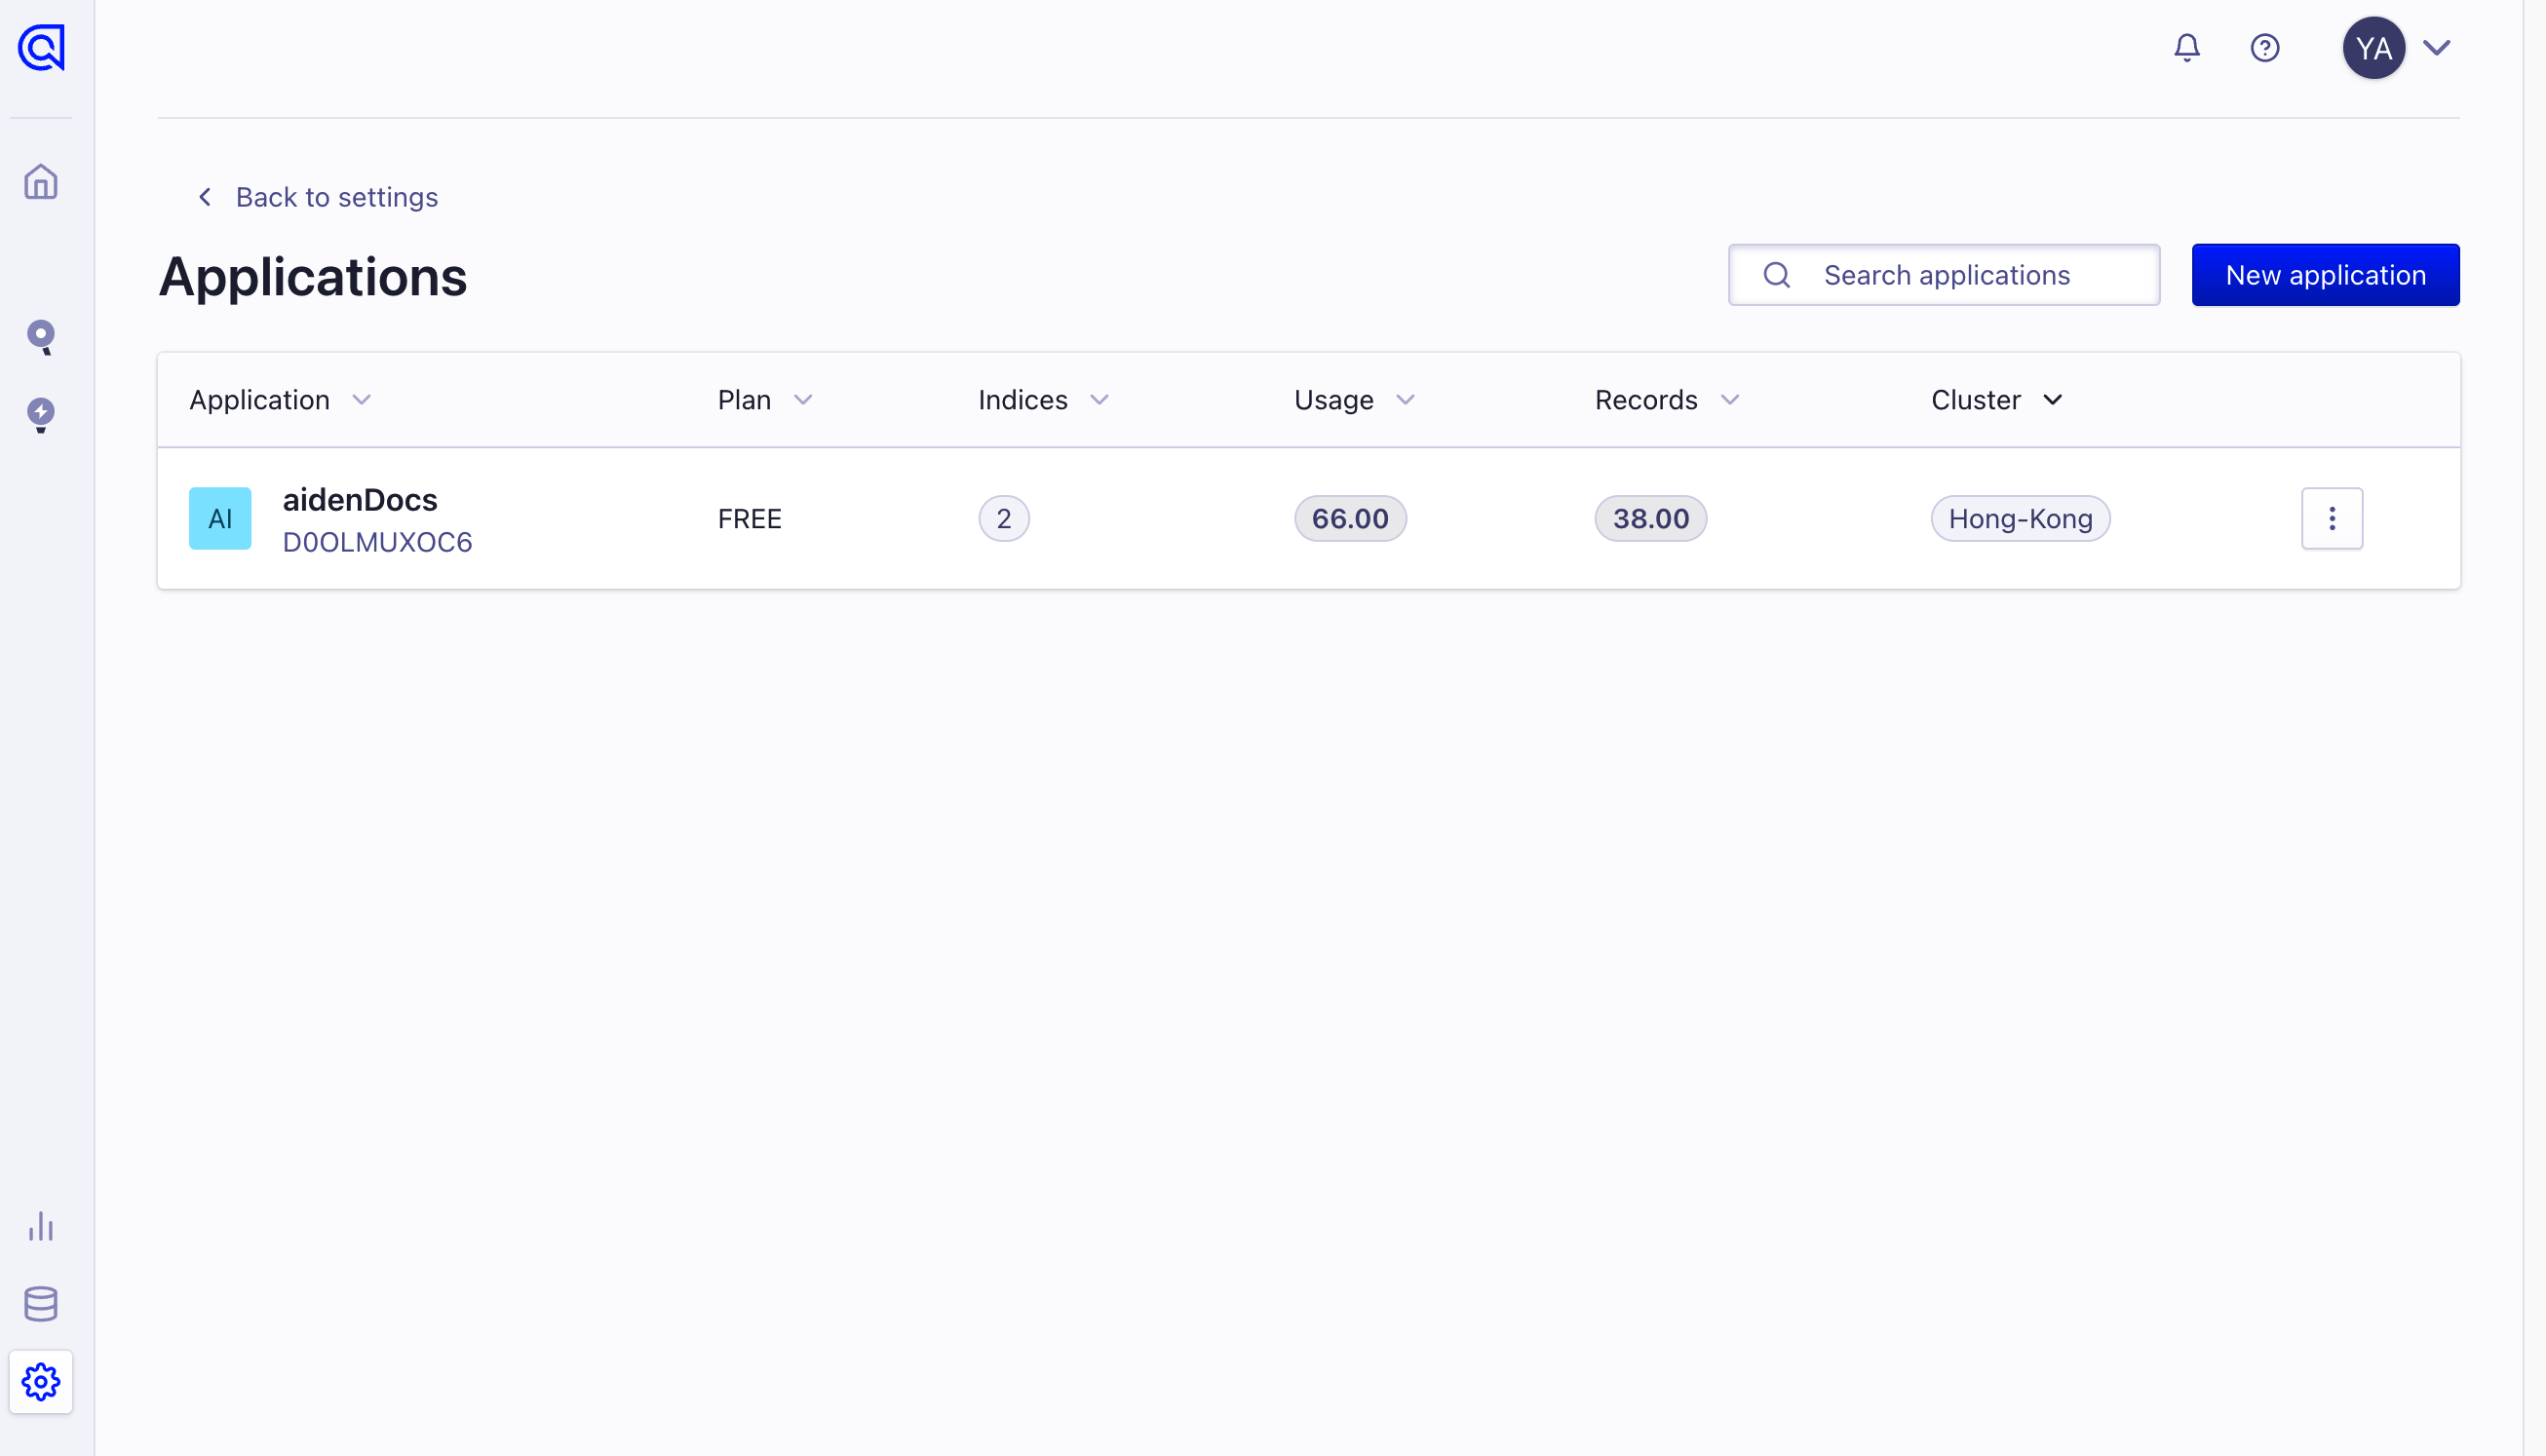 YA
Back to settings
Applications
Search applications
New application
Application Plan Indices Usage Records Cluster
AI aidenDocs FREE 2 66.00 38.00 Hong-Kong
D0OLMUXOC6